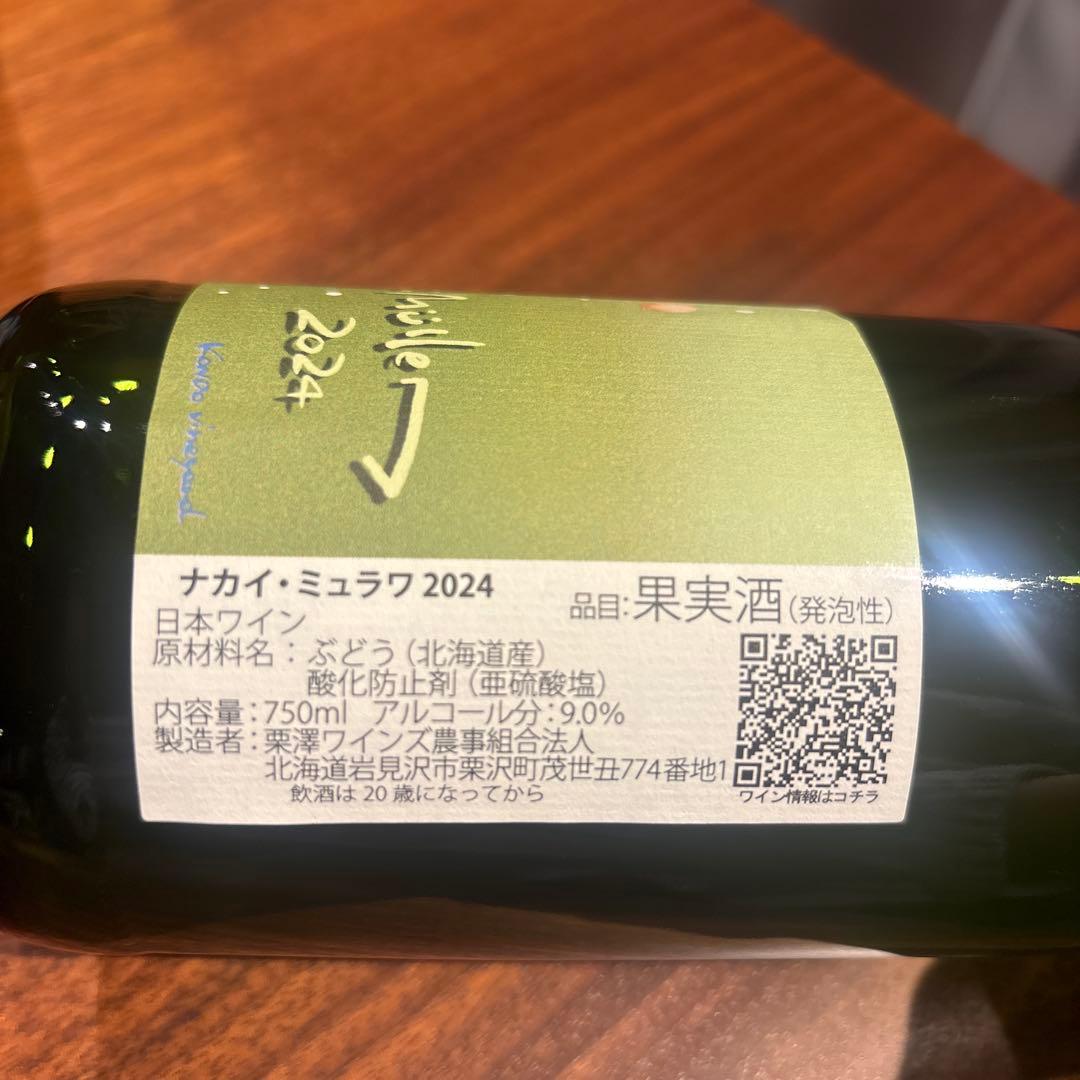 2024
Kondo vineyard
ナカイ・ミュラワ 2024
品目:果実酒(発泡性)
日本ワイン
原材料名:ぶどう(北海道産)
酸化防止剤(亜硫酸塩)
内容量:750ml アルコール分:9.0%
製造者:栗澤ワインズ農事組合法人
北海道岩見沢市栗沢町茂世丑774番地1
飲酒は20歳になってから
ワイン情報はコチラ